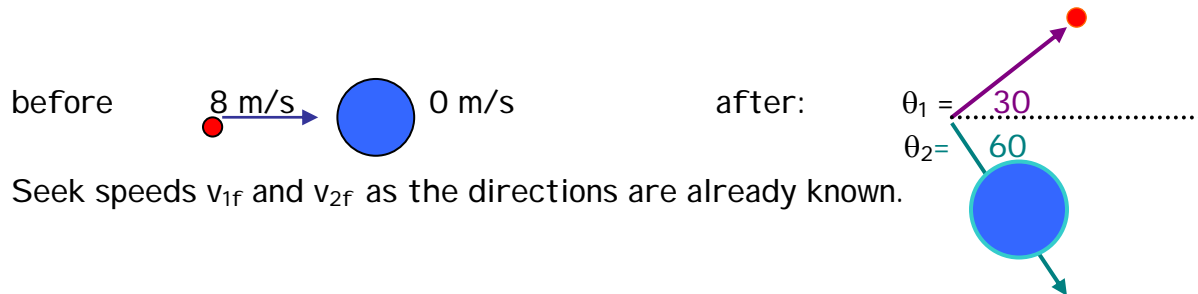 before 8 m/s 0 m/s after: θ₁ = 30
θ₂= 60
Seek speeds v₁f and v₂f as the directions are already known.